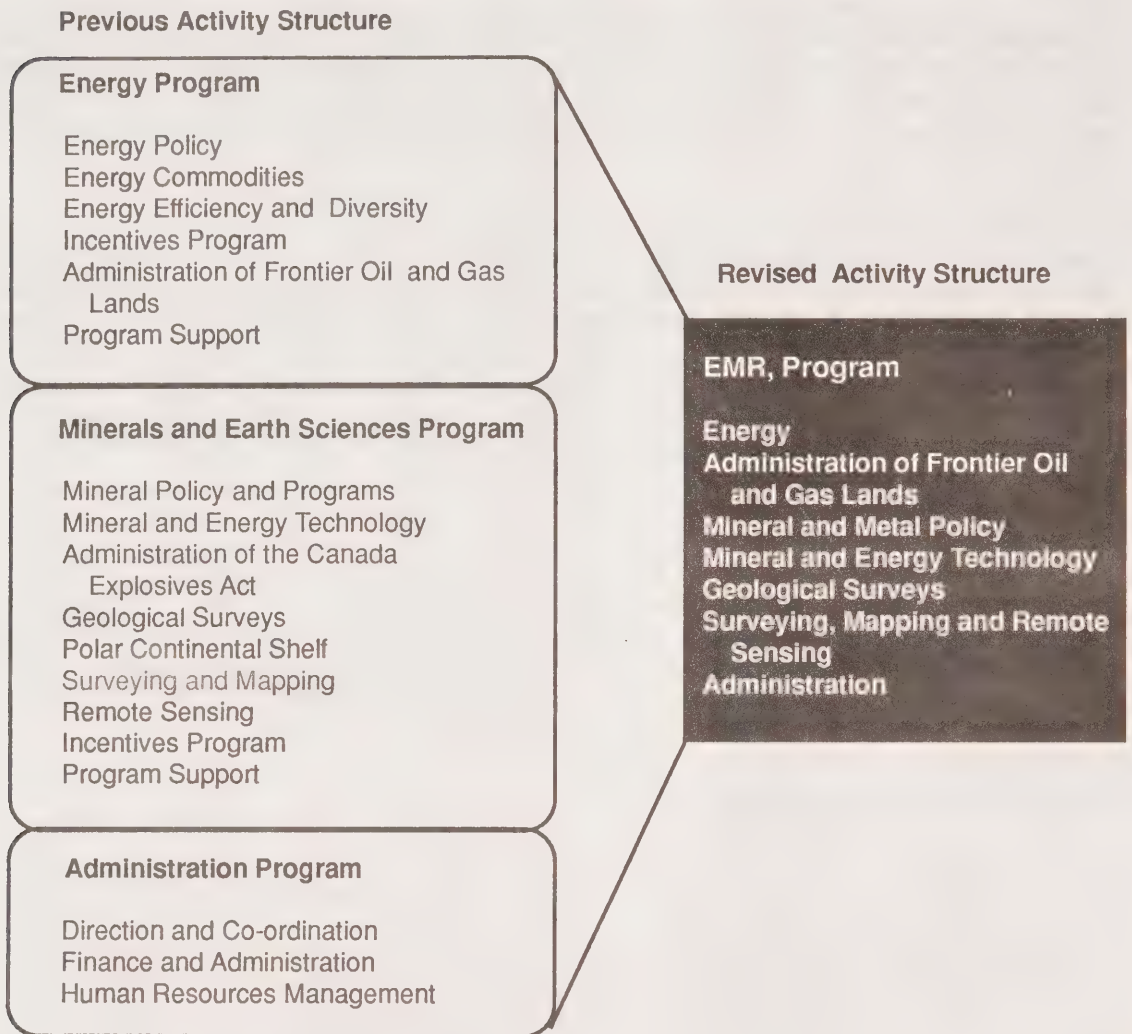 Previous Activity Structure
Energy Program
Energy Policy
Energy Commodities
Energy Efficiency and Diversity
Incentives Program
Administration of Frontier Oil and Gas
Lands
Program Support
Minerals and Earth Sciences Program
Mineral Policy and Programs
Mineral and Energy Technology
Administration of the Canada
Explosives Act
Geological Surveys
Polar Continental Shelf
Surveying and Mapping
Remote Sensing
Incentives Program
Program Support
Administration Program
Direction and Co-ordination
Finance and Administration
Human Resources Management
Revised Activity Structure
EMR, Program
Energy
Administration of Frontier Oil
and Gas Lands
Mineral and Metal Policy
Mineral and Energy Technology
Geological Surveys
Surveying, Mapping and Remote
Sensing
Administration